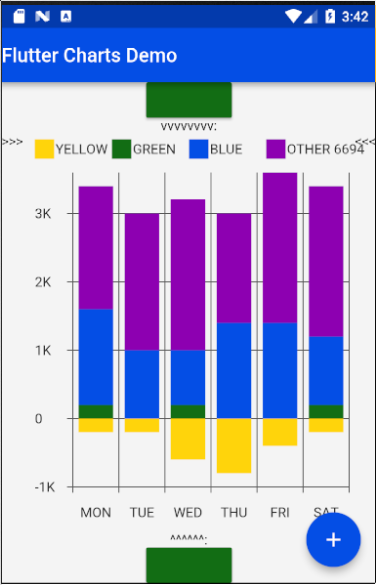 3:42
Flutter Charts Demo
vvvvvvvv:
>>> YELLOW GREEN BLUE OTHER 6694 <<<
3K
2K
1K
0
-1K
MON TUE WED THU FRI SAT
^^^^^^:
+